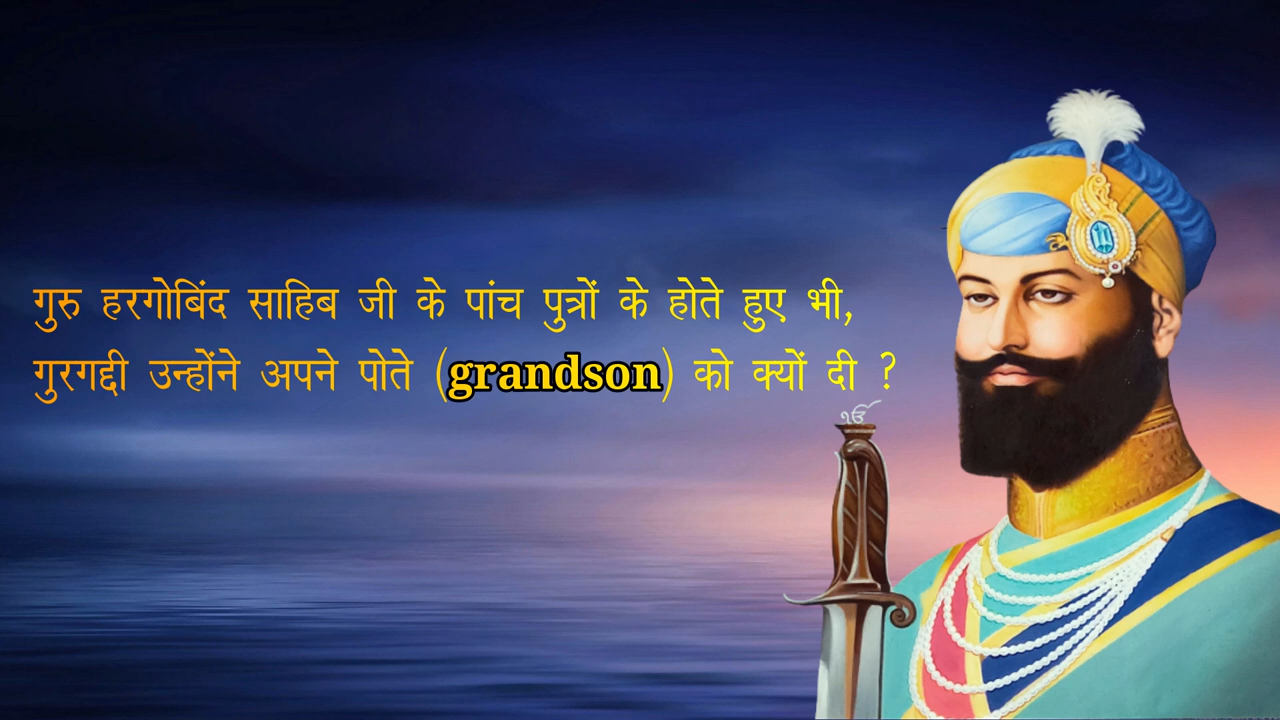 गुरु हरगोबिंद साहिब जी के पांच पुत्रों के होते हुए भी,
गुरगद्दी उन्होंने अपने पोते (grandson) को क्यों दी ?
ੴ